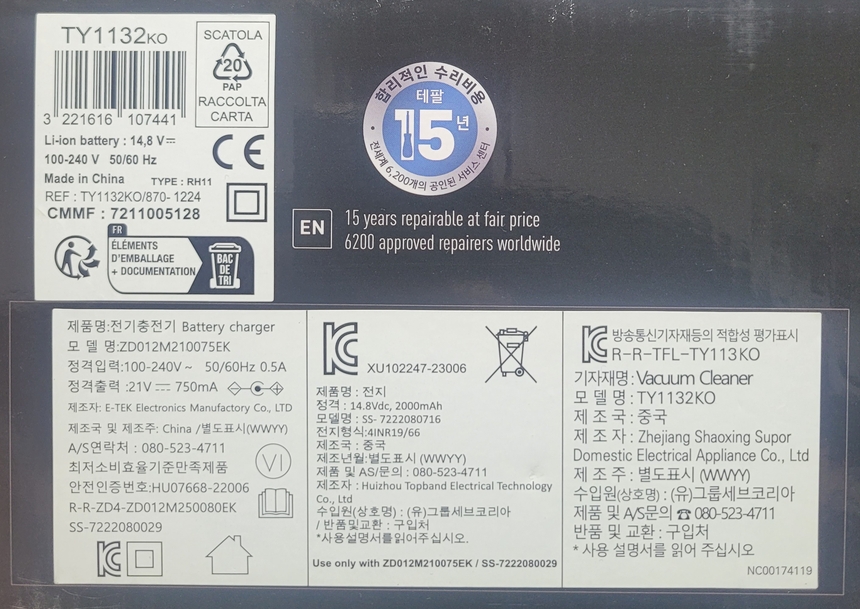 TY1132KO
SCATOLA
20
PAP
RACCOLTA
CARTA
3 221616 107441
Li-ion battery : 14,8 V
100-240 V 50/60 Hz
CE
Made in China TYPE : RH11
REF : TY1132KO/870- 1224
CMMF : 7211005128
FR
ÉLÉMENTS
D'EMBALLAGE
+ DOCUMENTATION
BAC
DE
TRI
합리적인 수리비용
테팔
15년
전세계 6,200개의 공인된 서비스 센터
EN
15 years repairable at fair price
6200 approved repairers worldwide
제품명:전기충전기 Battery charger
모 델 명:ZD012M210075EK
정격입력:100-240V~ 50/60Hz 0.5A
정격출력 :21V⎓ 750mA
제조자: E-TEK Electronics Manufactory Co., LTD
제조국 및 제조주: China /별도표시(WWYY)
A/S연락처 : 080-523-4711
최저소비효율기준만족제품
VI
안전인증번호:HU07668-22006
R-R-ZD4-ZD012M250080EK
SS-7222080029
XU102247-23006
제품명 : 전지
정격 : 14.8Vdc, 2000mAh
모델명 : SS- 7222080716
전지형식:4INR19/66
제조국 : 중국
제조년월:별도표시 (WWYY)
제품 및 AS/문의 : 080-523-4711
제조자 : Huizhou Topband Electrical Technology
Co., Ltd
수입원(상호명) : (유)그룹세브코리아
/ 반품및교환 : 구입처
*사용설명서를 읽어주십시오.
Use only with ZD012M210075EK / SS-7222080029
방송통신기자재등의 적합성 평가표시
R-R-TFL-TY113KO
기자재명 : Vacuum Cleaner
모 델 명 : TY1132KO
제 조 국 : 중국
제 조 자 : Zhejiang Shaoxing Supor
Domestic Electrical Appliance Co., Ltd
제 조 주 : 별도표시 (WWYY)
수입원(상호명) : (유)그룹세브코리아
제품 및 A/S문의 ☎ 080-523-4711
반품 및 교환 : 구입처
* 사용 설명서를 읽어 주십시오
NC00174119